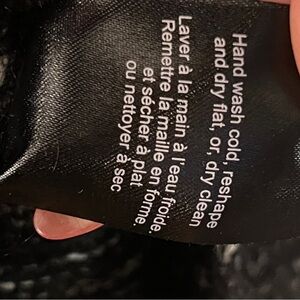 Hand wash cold, reshape
and dry flat, or, dry clean
Laver à la main à l'eau froide.
Remettre la maille en forme.
et sécher à plat
ou nettoyer à sec